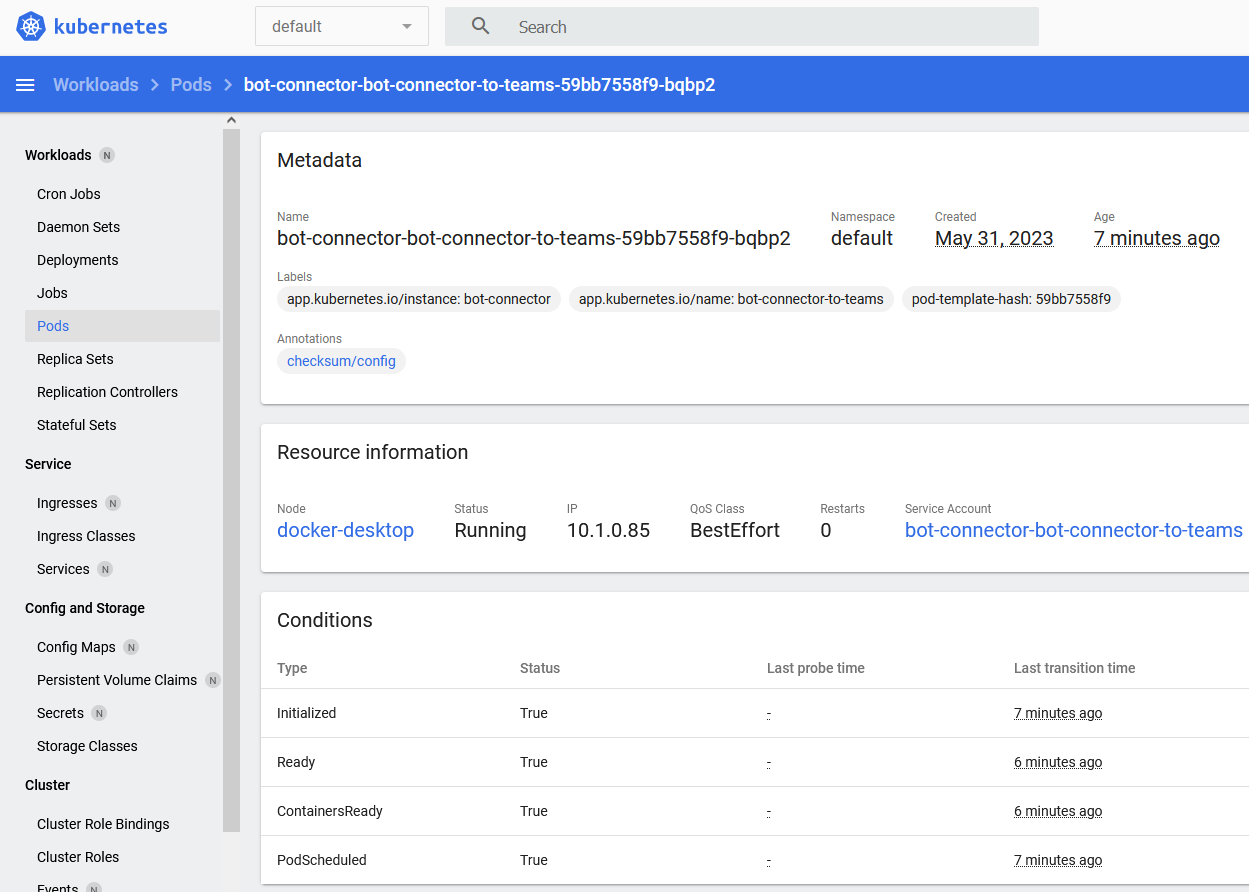 kubernetes
default
Search
Workloads > Pods > bot-connector-bot-connector-to-teams-59bb7558f9-bqbp2
Workloads N
Cron Jobs
Daemon Sets
Deployments
Jobs
Pods
Replica Sets
Replication Controllers
Stateful Sets
Service
Ingresses N
Ingress Classes
Services N
Config and Storage
Config Maps N
Persistent Volume Claims N
Secrets N
Storage Classes
Cluster
Cluster Role Bindings
Cluster Roles
Events N
Metadata
Name Namespace Created Age
bot-connector-bot-connector-to-teams-59bb7558f9-bqbp2 default May 31, 2023 7 minutes ago
Labels
app.kubernetes.io/instance: bot-connector app.kubernetes.io/name: bot-connector-to-teams pod-template-hash: 59bb7558f9
Annotations
checksum/config
Resource information
Node Status IP QoS Class Restarts Service Account
docker-desktop Running 10.1.0.85 BestEffort 0 bot-connector-bot-connector-to-teams
Conditions
Type Status Last probe time Last transition time
Initialized True - 7 minutes ago
Ready True - 6 minutes ago
ContainersReady True - 6 minutes ago
PodScheduled True - 7 minutes ago